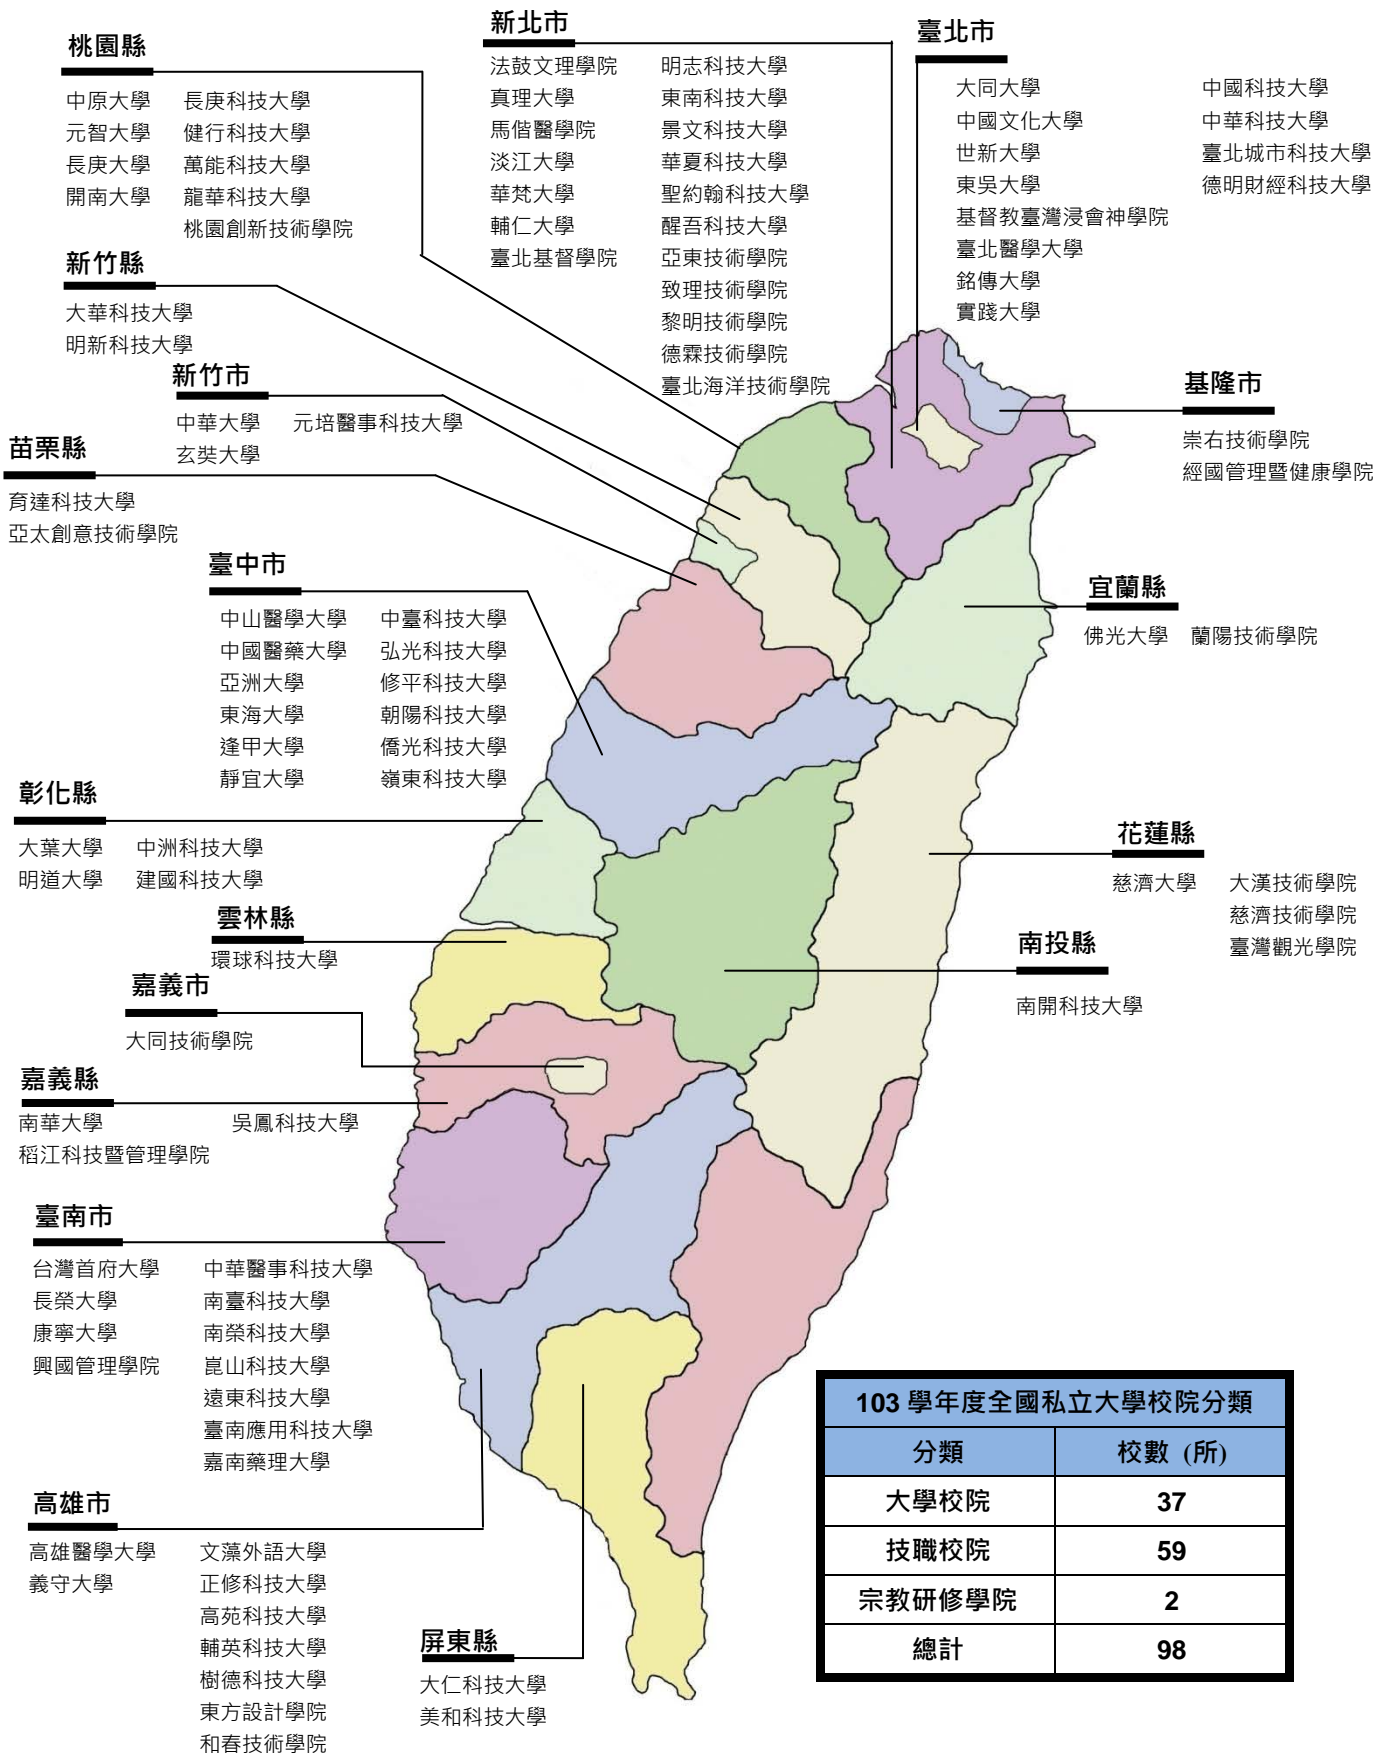 桃園縣
中原大學 長庚科技大學
元智大學 健行科技大學
長庚大學 萬能科技大學
開南大學 龍華科技大學
桃園創新技術學院
新北市
法鼓文理學院 明志科技大學
真理大學 東南科技大學
馬偕醫學院 景文科技大學
淡江大學 華夏科技大學
華梵大學 聖約翰科技大學
輔仁大學 醒吾科技大學
臺北基督學院 亞東技術學院
致理技術學院
黎明技術學院
德霖技術學院
臺北海洋技術學院
臺北市
大同大學 中國科技大學
中國文化大學 中華科技大學
世新大學 臺北城市科技大學
東吳大學 德明財經科技大學
基督教臺灣浸會神學院
臺北醫學大學
銘傳大學
實踐大學
新竹縣
大華科技大學
明新科技大學
新竹市
中華大學 元培醫事科技大學
玄奘大學
基隆市
崇右技術學院
經國管理暨健康學院
苗栗縣
育達科技大學
亞太創意技術學院
臺中市
中山醫學大學 中臺科技大學
中國醫藥大學 弘光科技大學
亞洲大學 修平科技大學
東海大學 朝陽科技大學
逢甲大學 僑光科技大學
靜宜大學 嶺東科技大學
宜蘭縣
佛光大學 蘭陽技術學院
彰化縣
大葉大學 中洲科技大學
明道大學 建國科技大學
花蓮縣
慈濟大學 大漢技術學院
慈濟技術學院
臺灣觀光學院
雲林縣
環球科技大學
南投縣
南開科技大學
嘉義市
大同技術學院
嘉義縣
南華大學 吳鳳科技大學
稻江科技暨管理學院
臺南市
台灣首府大學 中華醫事科技大學
長榮大學 南臺科技大學
康寧大學 南榮科技大學
興國管理學院 崑山科技大學
遠東科技大學
臺南應用科技大學
嘉南藥理大學
高雄市
高雄醫學大學 文藻外語大學
義守大學 正修科技大學
高苑科技大學
輔英科技大學
樹德科技大學
東方設計學院
和春技術學院
屏東縣
大仁科技大學
美和科技大學
103 學年度全國私立大學校院分類
分類 校數 (所)
大學校院 37
技職校院 59
宗教研修學院 2
總計 98